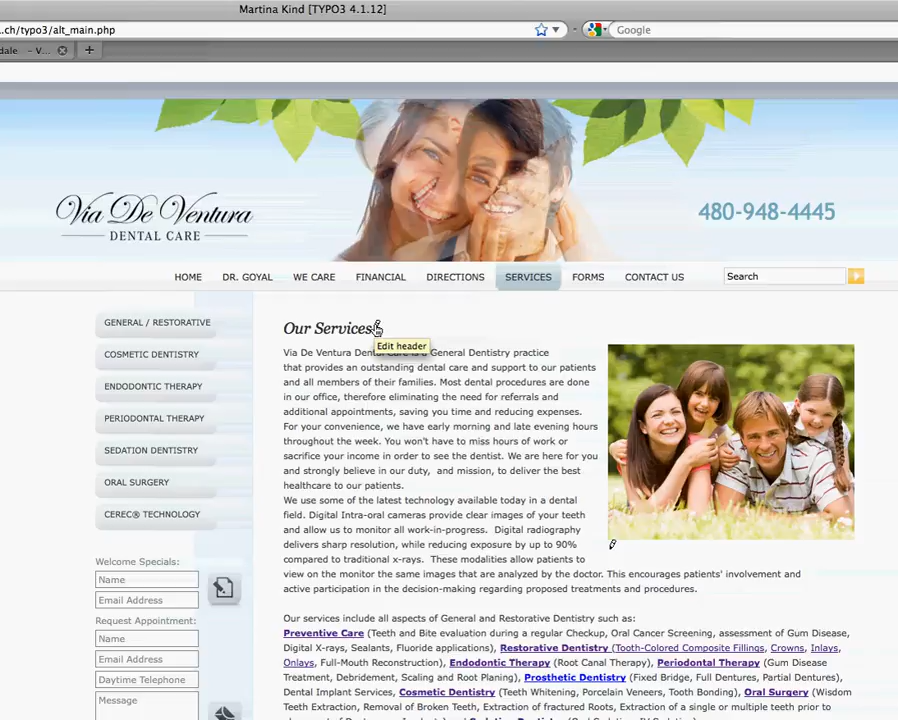 Martina Kind [TYPO3 4.1.12]
.ch/typo3/alt_main.php
Google
dale - V...
Via De Ventura
DENTAL CARE
480-948-4445
HOME DR. GOYAL WE CARE FINANCIAL DIRECTIONS SERVICES FORMS CONTACT US Search
GENERAL / RESTORATIVE
COSMETIC DENTISTRY
ENDODONTIC THERAPY
PERIODONTAL THERAPY
SEDATION DENTISTRY
ORAL SURGERY
CEREC® TECHNOLOGY
Welcome Specials:
Name
Email Address
Request Appointment:
Name
Email Address
Daytime Telephone
Message
Our Services
Edit header
Via De Ventura Dental Care is a General Dentistry practice
that provides an outstanding dental care and support to our patients
and all members of their families. Most dental procedures are done
in our office, therefore eliminating the need for referrals and
additional appointments, saving you time and reducing expenses.
For your convenience, we have early morning and late evening hours
throughout the week. You won't have to miss hours of work or
sacrifice your income in order to see the dentist. We are here for you
and strongly believe in our duty, and mission, to deliver the best
healthcare to our patients.
We use some of the latest technology available today in a dental
field. Digital Intra-oral cameras provide clear images of your teeth
and allow us to monitor all work-in-progress. Digital radiography
delivers sharp resolution, while reducing exposure by up to 90%
compared to traditional x-rays. These modalities allow patients to
view on the monitor the same images that are analyzed by the doctor. This encourages patients' involvement and
active participation in the decision-making regarding proposed treatments and procedures.
Our services include all aspects of General and Restorative Dentistry such as:
Preventive Care (Teeth and Bite evaluation during a regular Checkup, Oral Cancer Screening, assessment of Gum Disease,
Digital X-rays, Sealants, Fluoride applications), Restorative Dentistry (Tooth-Colored Composite Fillings, Crowns, Inlays,
Onlays, Full-Mouth Reconstruction), Endodontic Therapy (Root Canal Therapy), Periodontal Therapy (Gum Disease
Treatment, Debridement, Scaling and Root Planing), Prosthetic Dentistry (Fixed Bridge, Full Dentures, Partial Dentures),
Dental Implant Services, Cosmetic Dentistry (Teeth Whitening, Porcelain Veneers, Tooth Bonding), Oral Surgery (Wisdom
Teeth Extraction, Removal of Broken Teeth, Extraction of fractured Roots, Extraction of a single or multiple teeth prior to